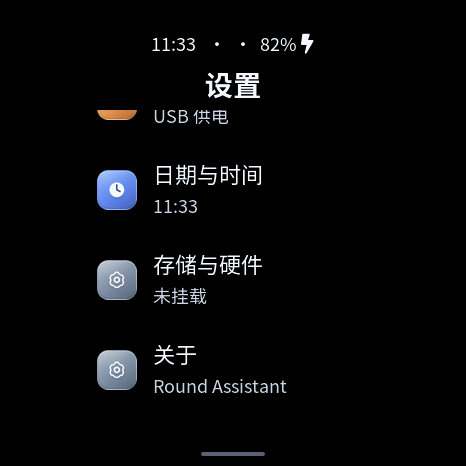 11:33 • • 82%
设置
USB 供电
日期与时间
11:33
存储与硬件
未挂载
关于
Round Assistant